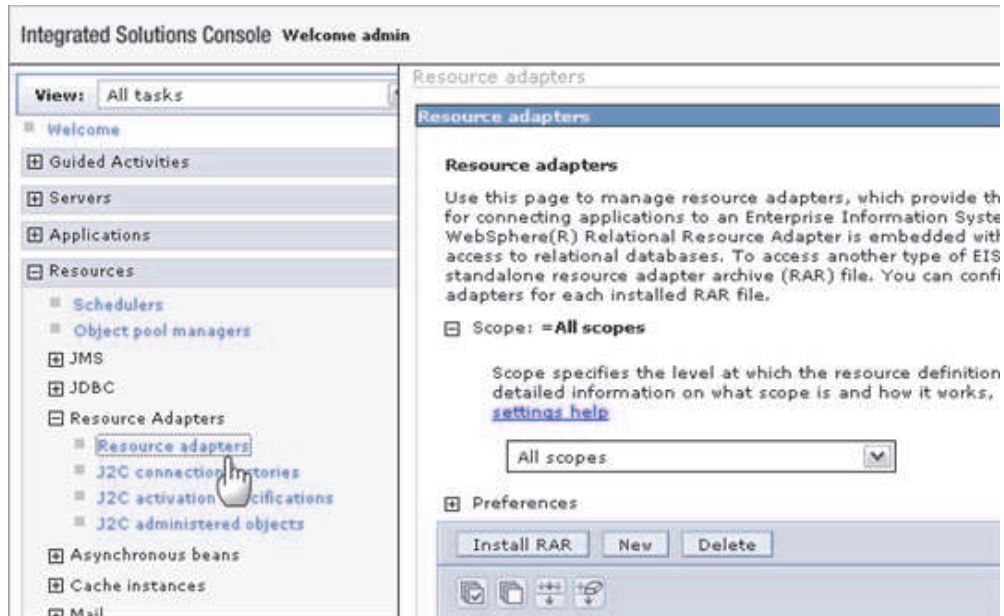 Integrated Solutions Console Welcome admin
View: All tasks
Welcome
Guided Activities
Servers
Applications
Resources
Schedulers
Object pool managers
JMS
JDBC
Resource Adapters
Resource adapters
J2C connection
J2C activation
J2C administered objects
Asynchronous beans
Cache instances
Mail
Resource adapters
Resource adapters
Resource adapters
Use this page to manage resource adapters, which provide th
for connecting applications to an Enterprise Information Syste
WebSphere(R) Relational Resource Adapter is embedded with
access to relational databases. To access another type of EIS
standalone resource adapter archive (RAR) file. You can confi
adapters for each installed RAR file.
Scope: =All scopes
Scope specifies the level at which the resource definition
detailed information on what scope is and how it works,
settings help
All scopes
Preferences
Install RAR New Delete